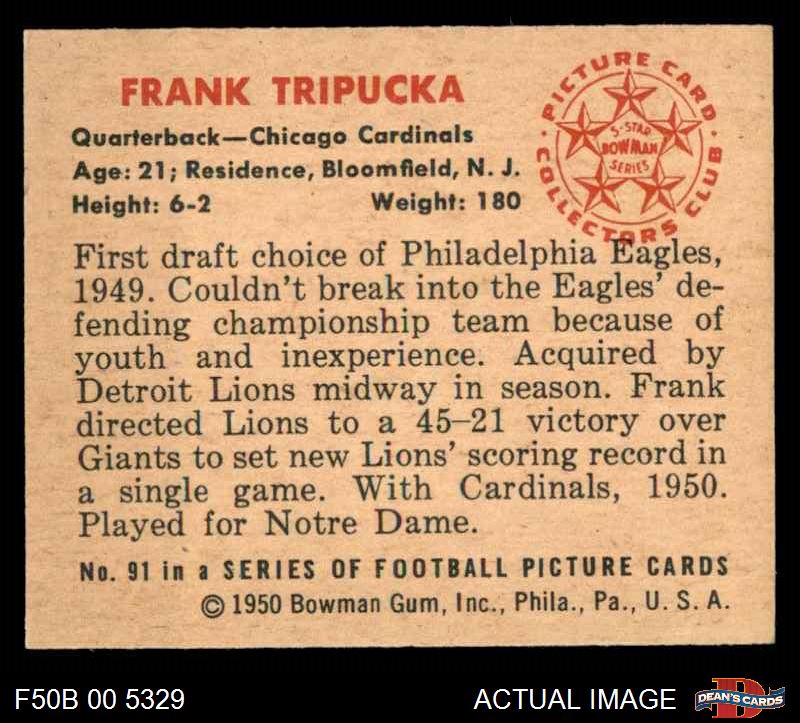 FRANK TRIPUCKA
Quarterback—Chicago Cardinals
Age: 21; Residence, Bloomfield, N. J.
Height: 6-2 Weight: 180
PICTURE CARD COLLECTORS CLUB
5-STAR
BOWMAN
SERIES
First draft choice of Philadelphia Eagles,
1949. Couldn't break into the Eagles' de-
fending championship team because of
youth and inexperience. Acquired by
Detroit Lions midway in season. Frank
directed Lions to a 45–21 victory over
Giants to set new Lions' scoring record in
a single game. With Cardinals, 1950.
Played for Notre Dame.
No. 91 in a SERIES OF FOOTBALL PICTURE CARDS
© 1950 Bowman Gum, Inc., Phila., Pa., U. S. A.
F50B 00 5329 ACTUAL IMAGE
DEAN'S CARDS